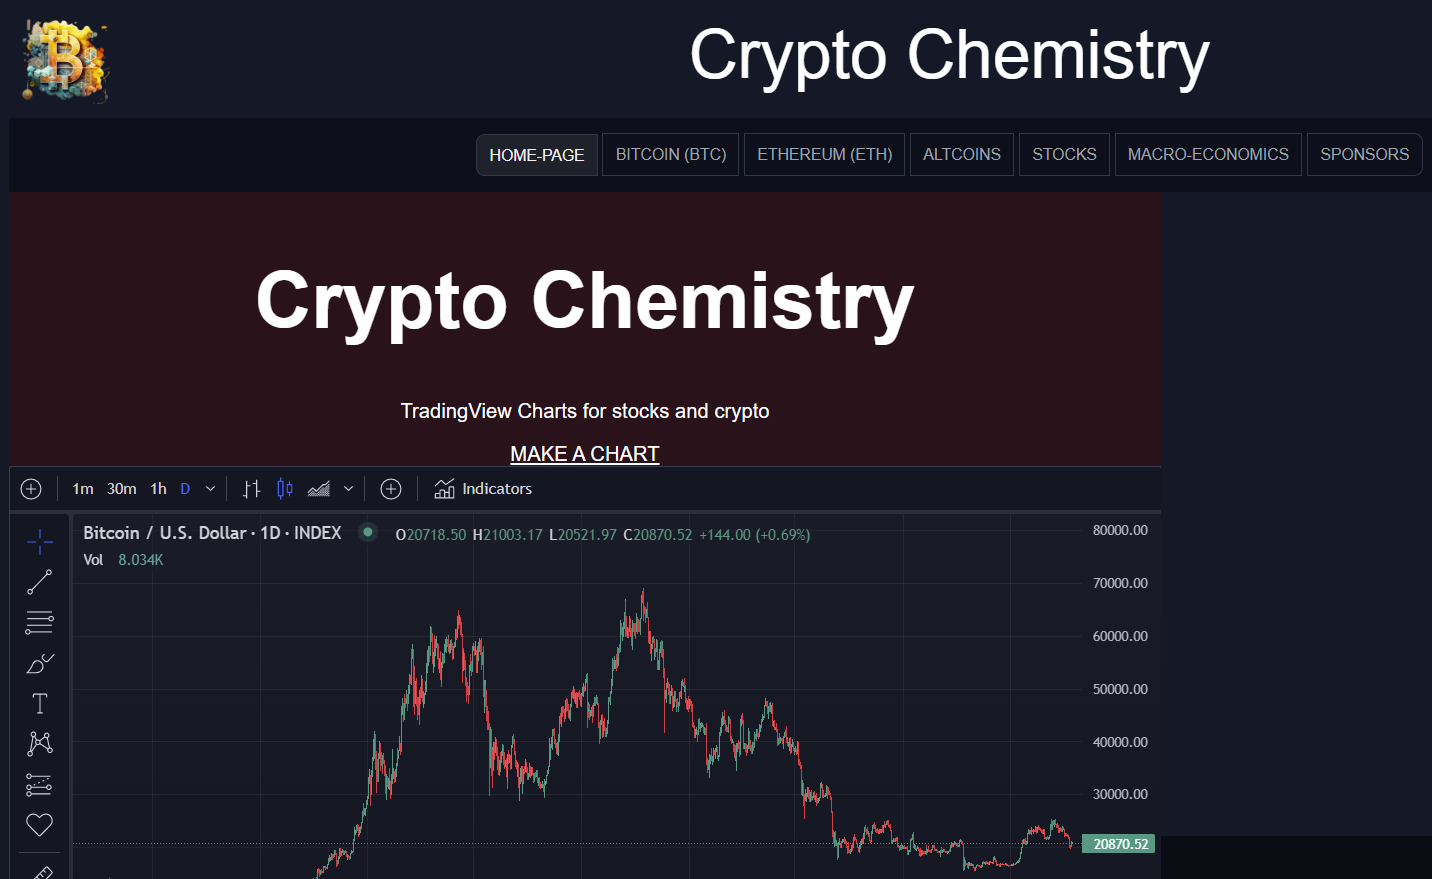 Crypto Chemistry
HOME-PAGE BITCOIN (BTC) ETHEREUM (ETH) ALTCOINS STOCKS MACRO-ECONOMICS SPONSORS
Crypto Chemistry
TradingView Charts for stocks and crypto
MAKE A CHART
1m 30m 1h D Indicators
Bitcoin / U.S. Dollar · 1D · INDEX O20718.50 H21003.17 L20521.97 C20870.52 +144.00 (+0.69%)
Vol 8.034K
80000.00
70000.00
60000.00
50000.00
40000.00
30000.00
20870.52